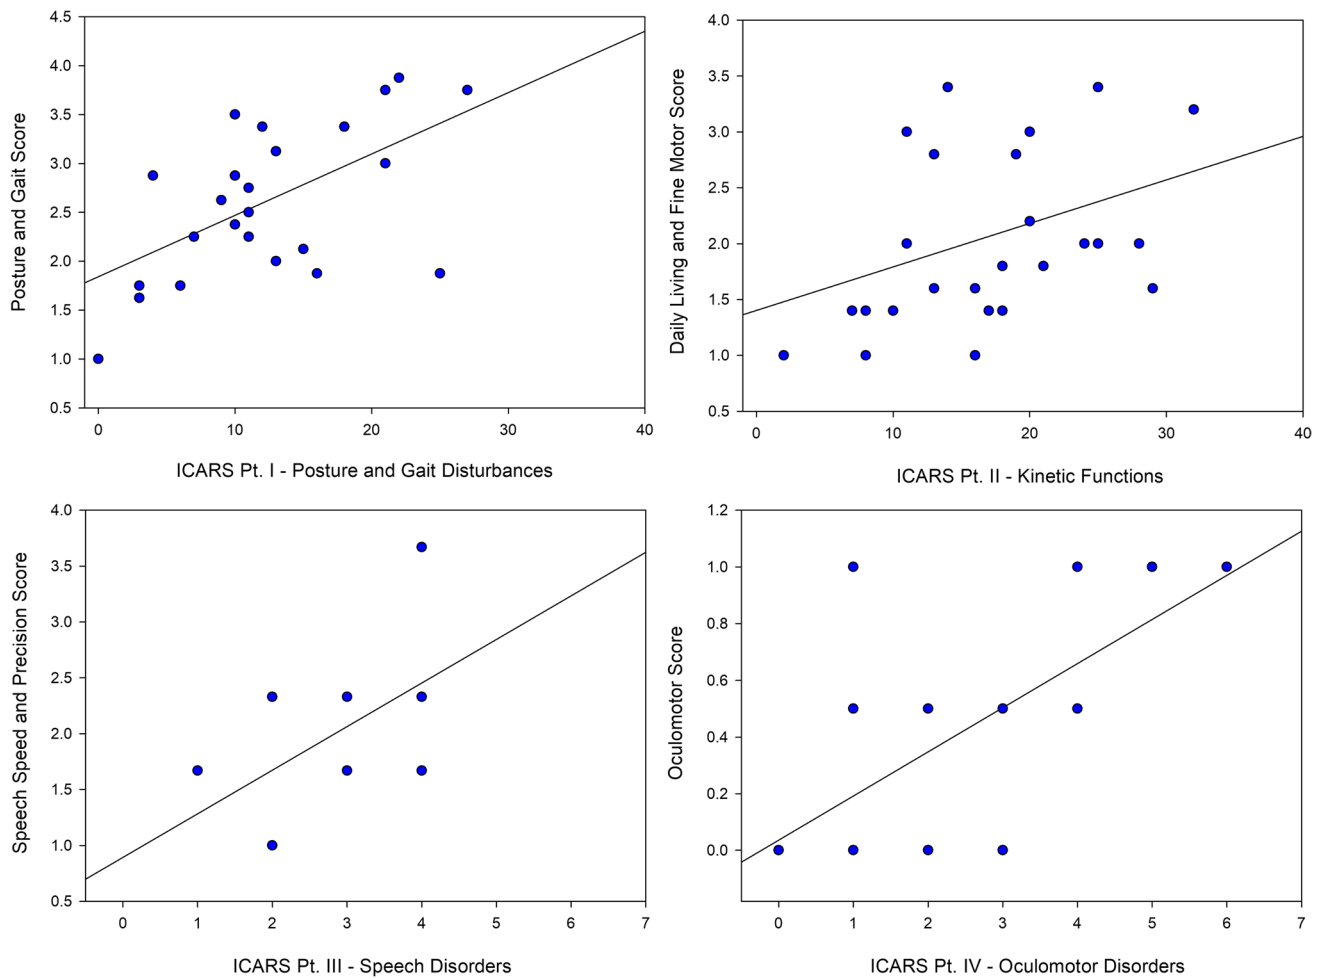 Posture and Gait Score
4.5
4.0
3.5
3.0
2.5
2.0
1.5
1.0
0.5
0 10 20 30 40
ICARS Pt. I - Posture and Gait Disturbances
Daily Living and Fine Motor Score
4.0
3.5
3.0
2.5
2.0
1.5
1.0
0.5
0 10 20 30 40
ICARS Pt. II - Kinetic Functions
Speech Speed and Precision Score
4.0
3.5
3.0
2.5
2.0
1.5
1.0
0.5
0 1 2 3 4 5 6 7
ICARS Pt. III - Speech Disorders
Oculomotor Score
1.2
1.0
0.8
0.6
0.4
0.2
0.0
0 1 2 3 4 5 6 7
ICARS Pt. IV - Oculomotor Disorders